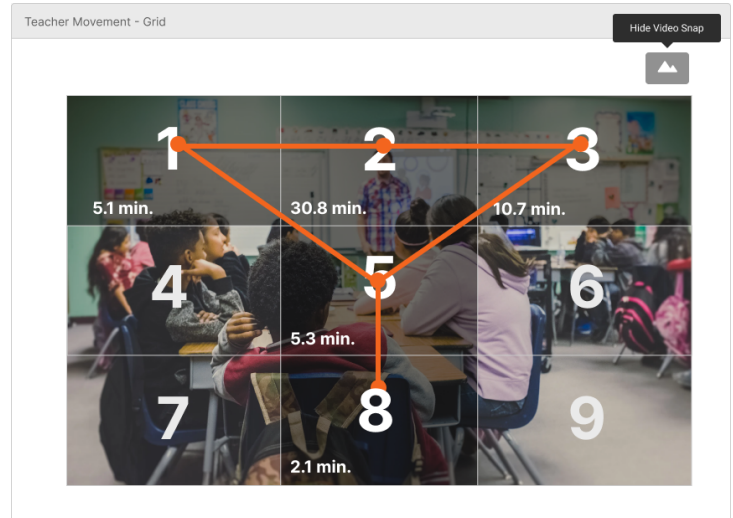 Teacher Movement - Grid
Hide Video Snap
1
2
3
5.1 min.
30.8 min.
10.7 min.
4
5
6
5.3 min.
7
8
9
2.1 min.